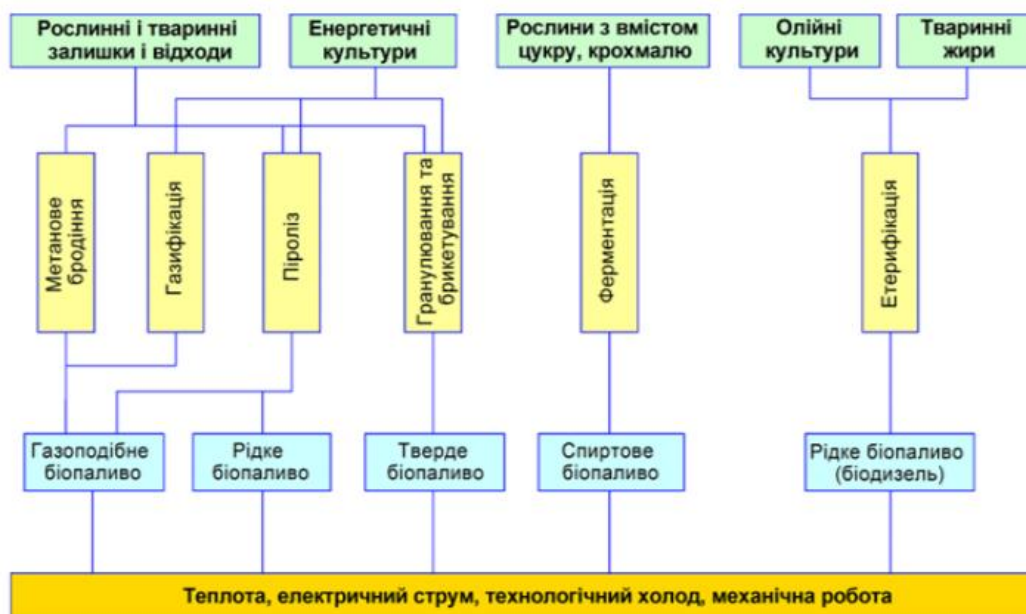 Рослинні і тваринні
залишки і відходи
Енергетичні
культури
Рослини з вмістом
цукру, крохмалю
Олійні
культури
Тваринні
жири
Метанове
бродіння
Газифікація
Піроліз
Гранулювання та
брикетування
Ферментація
Етерифікація
Газоподібне
біопаливо
Рідке
біопаливо
Тверде
біопаливо
Спиртове
біопаливо
Рідке біопаливо
(біодизель)
Теплота, електричний струм, технологічний холод, механічна робота